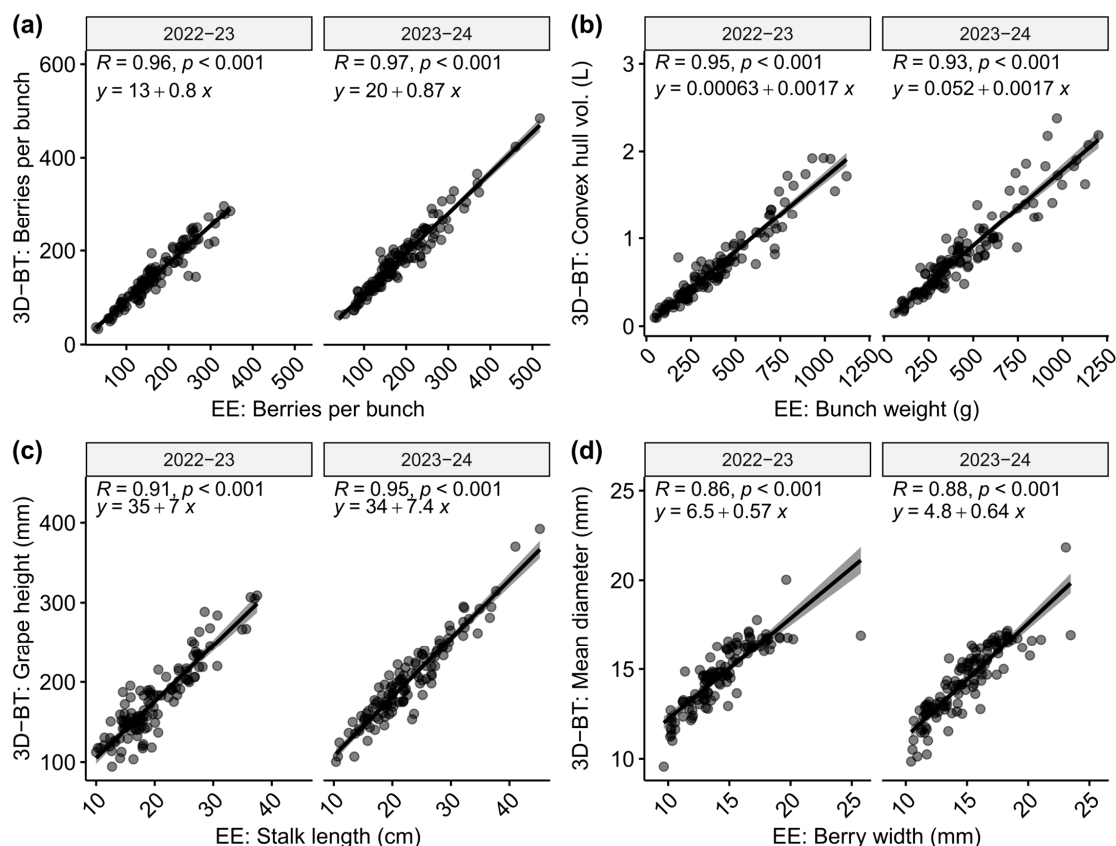 (a)
2022−23
2023−24
R = 0.96, p < 0.001
y = 13 + 0.8 x
R = 0.97, p < 0.001
y = 20 + 0.87 x
3D−BT: Berries per bunch
600
400
200
0
100 200 300 400 500
100 200 300 400 500
EE: Berries per bunch
(b)
2022−23
2023−24
R = 0.95, p < 0.001
y = 0.00063 + 0.0017 x
R = 0.93, p < 0.001
y = 0.052 + 0.0017 x
3D−BT: Convex hull vol. (L)
3
2
1
0
0 250 500 750 1000 1250
0 250 500 750 1000 1250
EE: Bunch weight (g)
(c)
2022−23
2023−24
R = 0.91, p < 0.001
y = 35 + 7 x
R = 0.95, p < 0.001
y = 34 + 7.4 x
3D−BT: Grape height (mm)
400
300
200
100
10 20 30 40
10 20 30 40
EE: Stalk length (cm)
(d)
2022−23
2023−24
R = 0.86, p < 0.001
y = 6.5 + 0.57 x
R = 0.88, p < 0.001
y = 4.8 + 0.64 x
3D−BT: Mean diameter (mm)
25
20
15
10
10 15 20 25
10 15 20 25
EE: Berry width (mm)